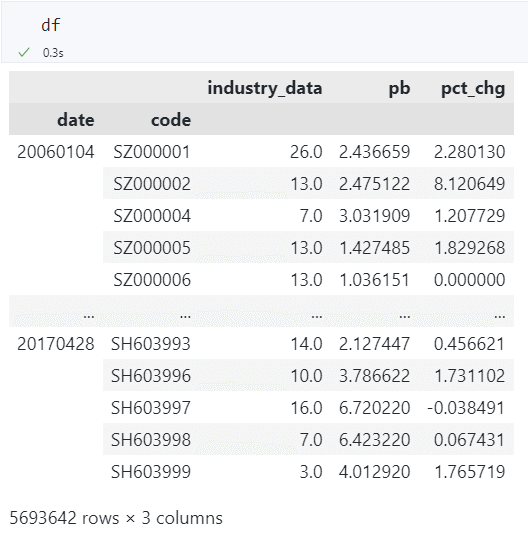 df
0.3s
industry_data pb pct_chg
date code
20060104 SZ000001 26.0 2.436659 2.280130
SZ000002 13.0 2.475122 8.120649
SZ000004 7.0 3.031909 1.207729
SZ000005 13.0 1.427485 1.829268
SZ000006 13.0 1.036151 0.000000
... ... ... ... ...
20170428 SH603993 14.0 2.127447 0.456621
SH603996 10.0 3.786622 1.731102
SH603997 16.0 6.720220 -0.038491
SH603998 7.0 6.423220 0.067431
SH603999 3.0 4.012920 1.765719
5693642 rows × 3 columns